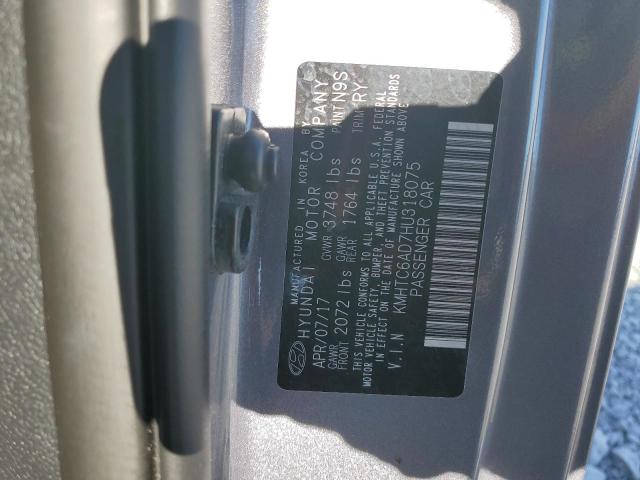 MANUFACTURED IN KOREA BY
HYUNDAI MOTOR COMPANY
APR/07/17 GVWR 3748 lbs PAINT N9S
GAWR FRONT 2072 lbs GAWR REAR 1764 lbs TRIM RY
THIS VEHICLE CONFORMS TO ALL APPLICABLE U.S.A. FEDERAL
MOTOR VEHICLE SAFETY, BUMPER, AND THEFT PREVENTION STANDARDS
IN EFFECT ON THE DATE OF MANUFACTURE SHOWN ABOVE.
V.I.N KMHTC6AD7HU318075
PASSENGER CAR